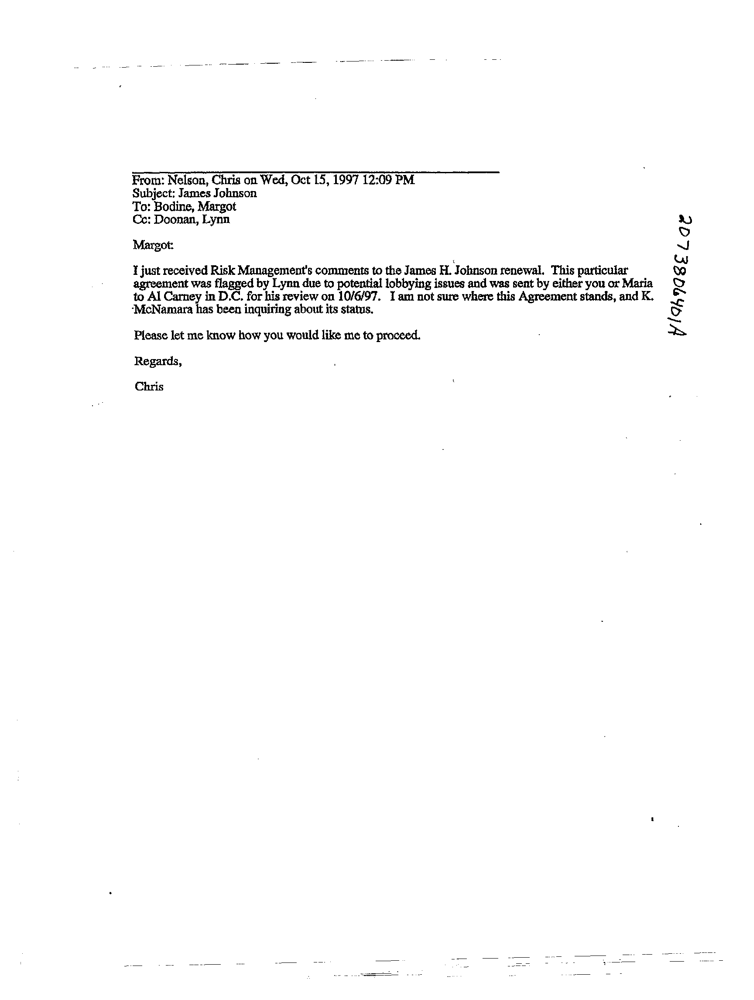 From: Nelson, Chris on Wed, Oct 15, 1997 12:09 PM
Subject: James Johnson
To: Bodine, Margot
Cc: Doonan, Lynn
Margot:
I just received Risk Management's comments to the James H. Johnson renewal. This particular
agreement was flagged by Lynn due to potential lobbying issues and was sent by either you or Maria
to Al Carney in D.C. for his review on 10/6/97. I am not sure where this Agreement stands, and K.
McNamara has been inquiring about its status.
Please let me know how you would like me to proceed.
Regards,
Chris
2073806401A